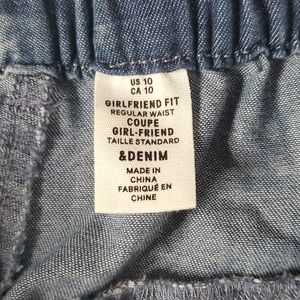 US 10
CA 10
GIRLFRIEND FIT
REGULAR WAIST
COUPE
GIRL-FRIEND
TAILLE STANDARD
&DENIM
MADE IN
CHINA
FABRIQUÉ EN
CHINE